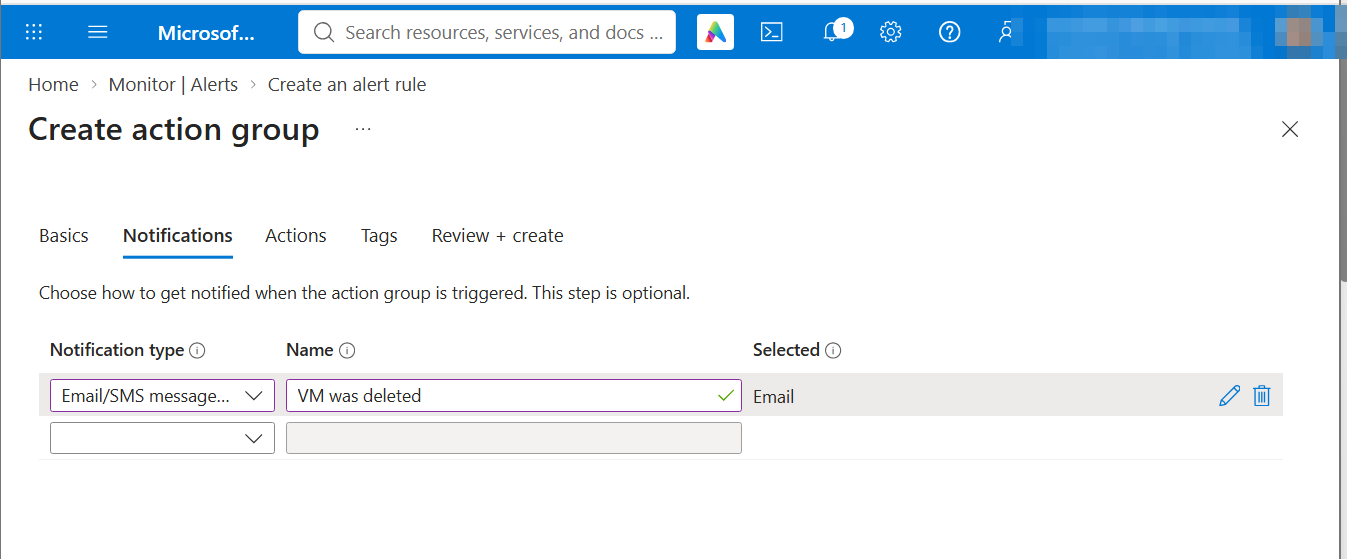 Microsof... Search resources, services, and docs ... 1
Home > Monitor | Alerts > Create an alert rule
Create action group ...
Basics Notifications Actions Tags Review + create
Choose how to get notified when the action group is triggered. This step is optional.
Notification type Name Selected
Email/SMS message... VM was deleted Email